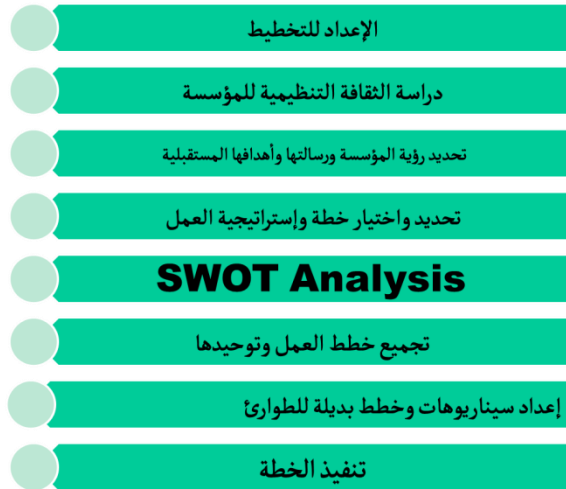 الإعداد للتخطيط
دراسة الثقافة التنظيمية للمؤسسة
تحديد رؤية المؤسسة ورسالتها وأهدافها المستقبلية
تحديد واختيار خطة وإستراتيجية العمل
SWOT Analysis
تجميع خطط العمل وتوحيدها
إعداد سيناريوهات وخطط بديلة للطوارئ
تنفيذ الخطة